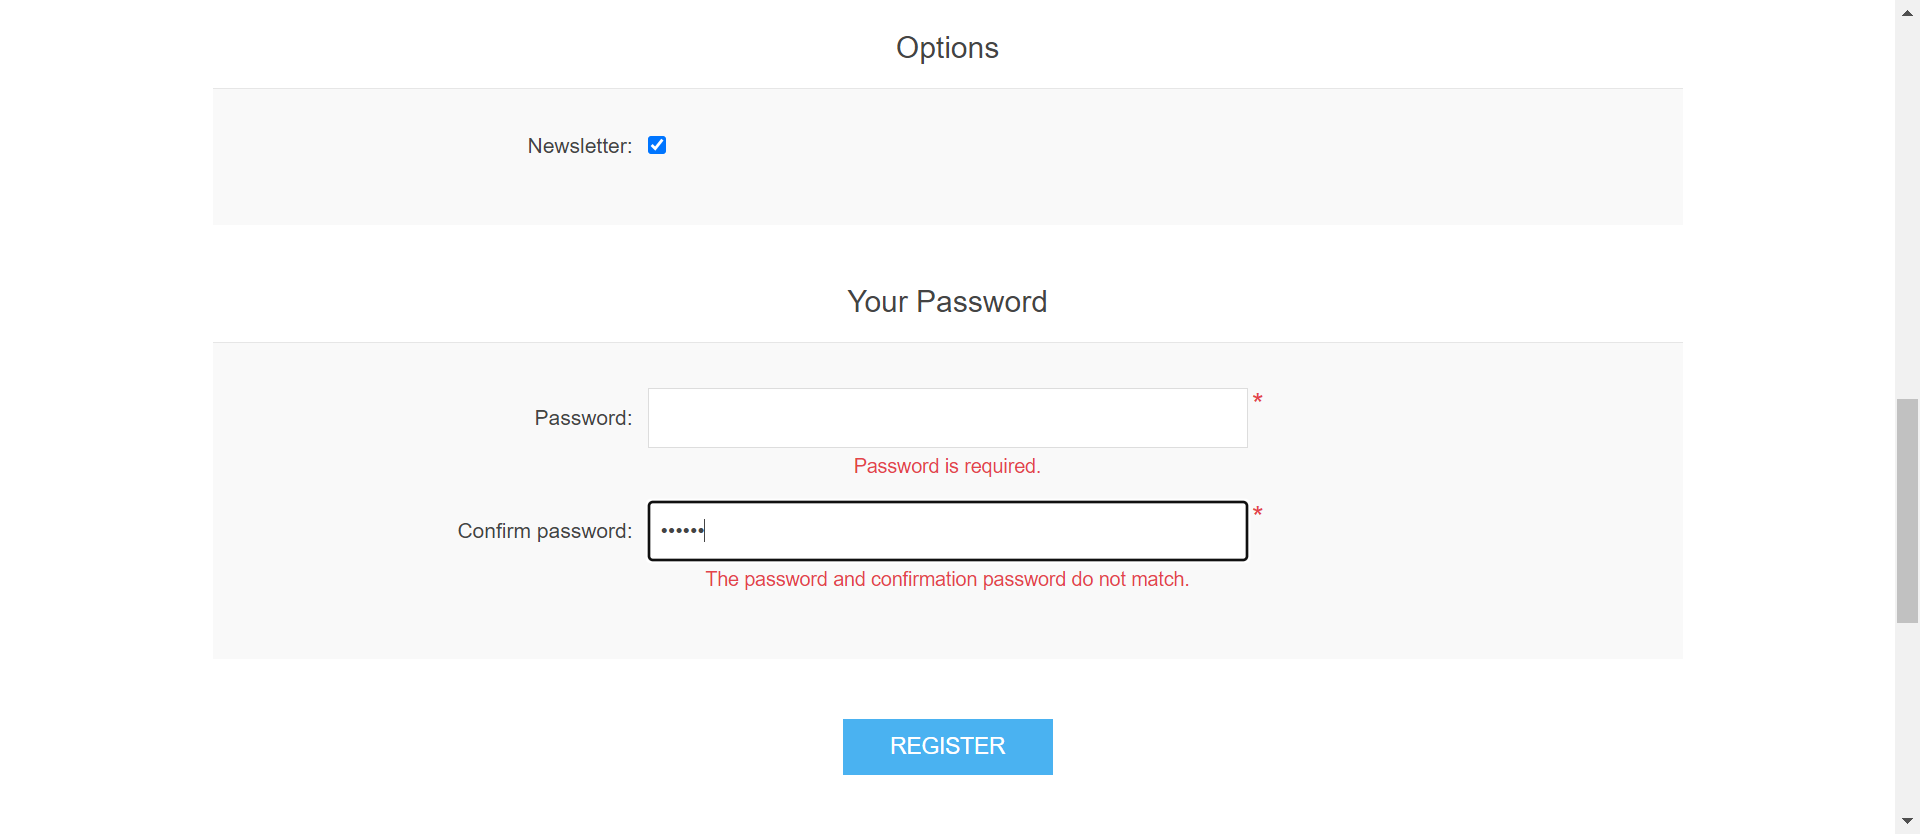 Options
Newsletter:
Your Password
Password:
*
Password is required.
Confirm password:
••••••
*
The password and confirmation password do not match.
REGISTER